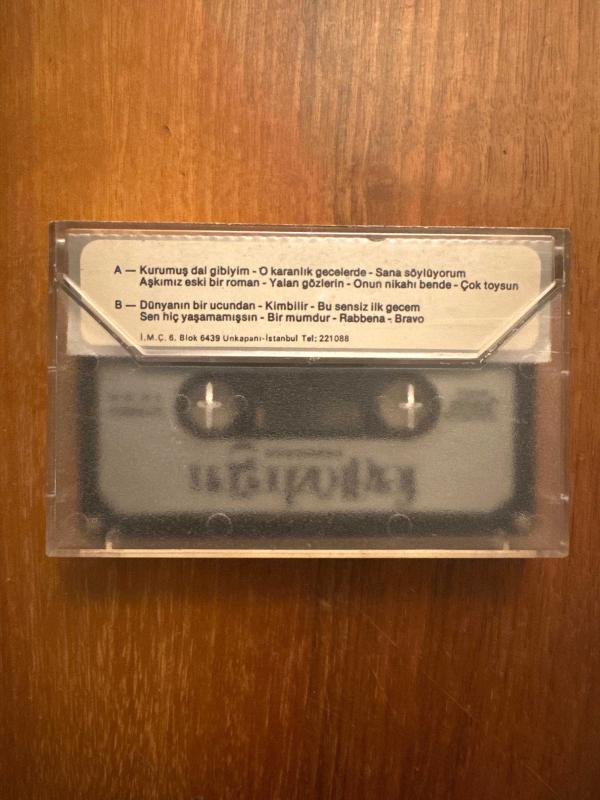 A — Kurumuş dal gibiyim - O karanlık gecelerde - Sana söylüyorum
Aşkımız eski bir roman - Yalan gözlerin - Onun nikahı bende - Çok toysun
B — Dünyanın bir ucundan - Kimbilir - Bu sensiz ilk gecem
Sen hiç yaşamamışsın - Bir mumdur - Rabbena - Bravo
İ.M.Ç. 6. Blok 6439 Unkapanı-İstanbul Tel: 221088